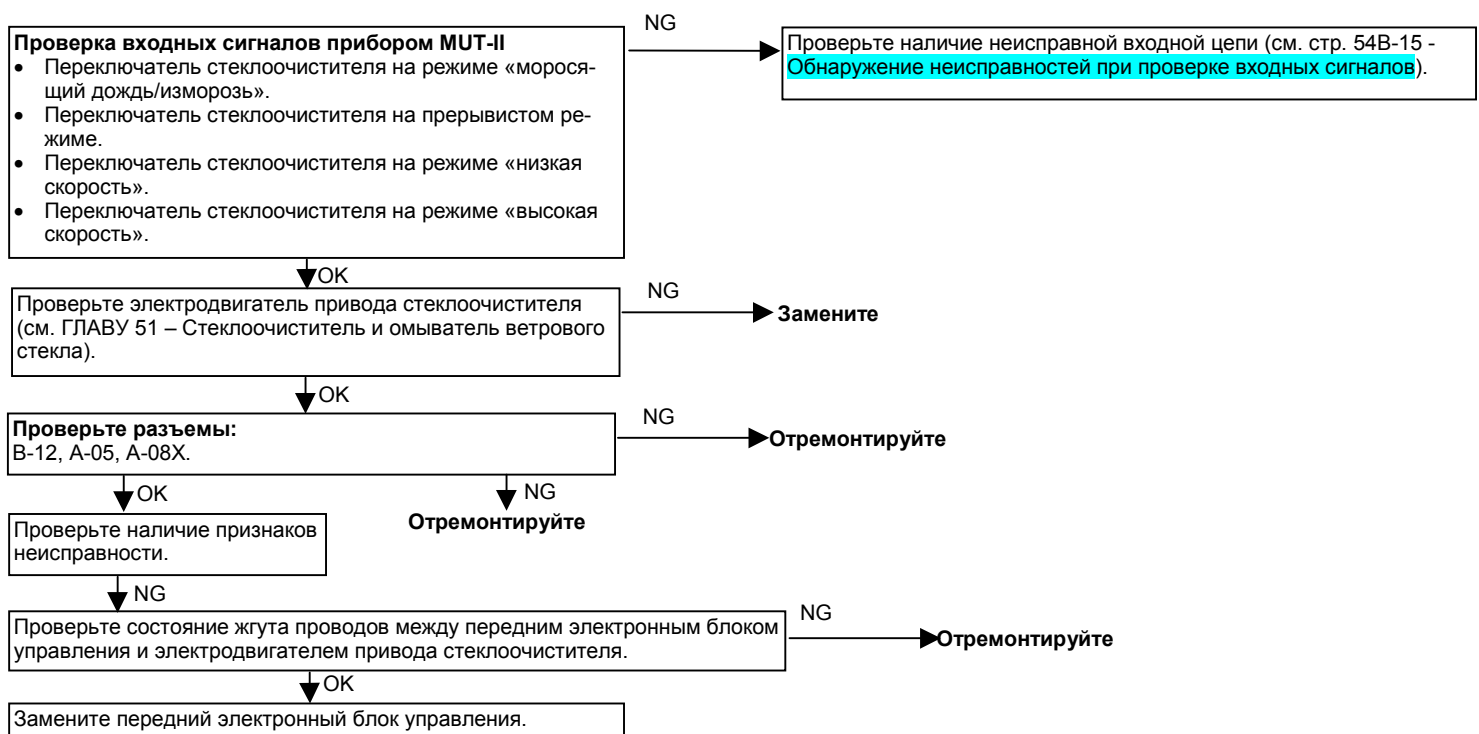 Проверка входных сигналов прибором MUT-II
• Переключатель стеклоочистителя на режиме «морося-
щий дождь/изморозь».
• Переключатель стеклоочистителя на прерывистом ре-
жиме.
• Переключатель стеклоочистителя на режиме «низкая
скорость».
• Переключатель стеклоочистителя на режиме «высокая
скорость».
NG
Проверьте наличие неисправной входной цепи (см. стр. 54B-15 -
Обнаружение неисправностей при проверке входных сигналов).
OK
Проверьте электродвигатель привода стеклоочистителя
(см. ГЛАВУ 51 – Стеклоочиститель и омыватель ветрового
стекла).
NG
Замените
OK
Проверьте разъемы:
B-12, A-05, A-08X.
NG
Отремонтируйте
OK
NG
Отремонтируйте
Проверьте наличие признаков
неисправности.
NG
Проверьте состояние жгута проводов между передним электронным блоком
управления и электродвигателем привода стеклоочистителя.
NG
Отремонтируйте
OK
Замените передний электронный блок управления.